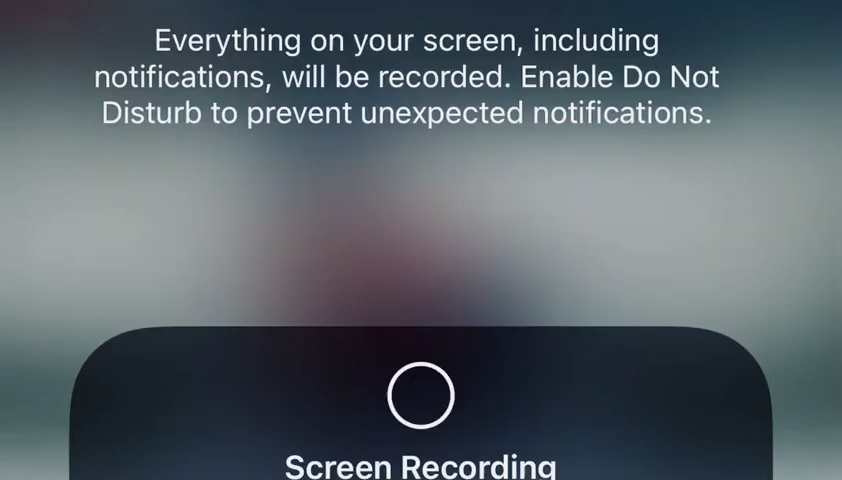 Everything on your screen, including
notifications, will be recorded. Enable Do Not
Disturb to prevent unexpected notifications.
Screen Recording